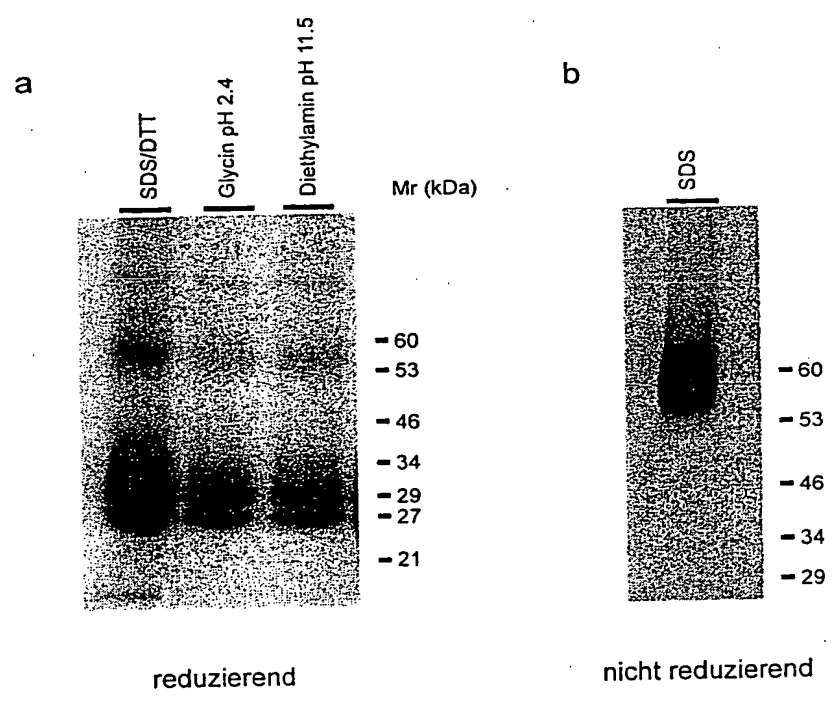 a
SDS/DTT
Glycin pH 2.4
Diethylamin pH 11.5
Mr (kDa)
60
53
46
34
29
27
21
reduzierend
b
SDS
60
53
46
34
29
nicht reduzierend